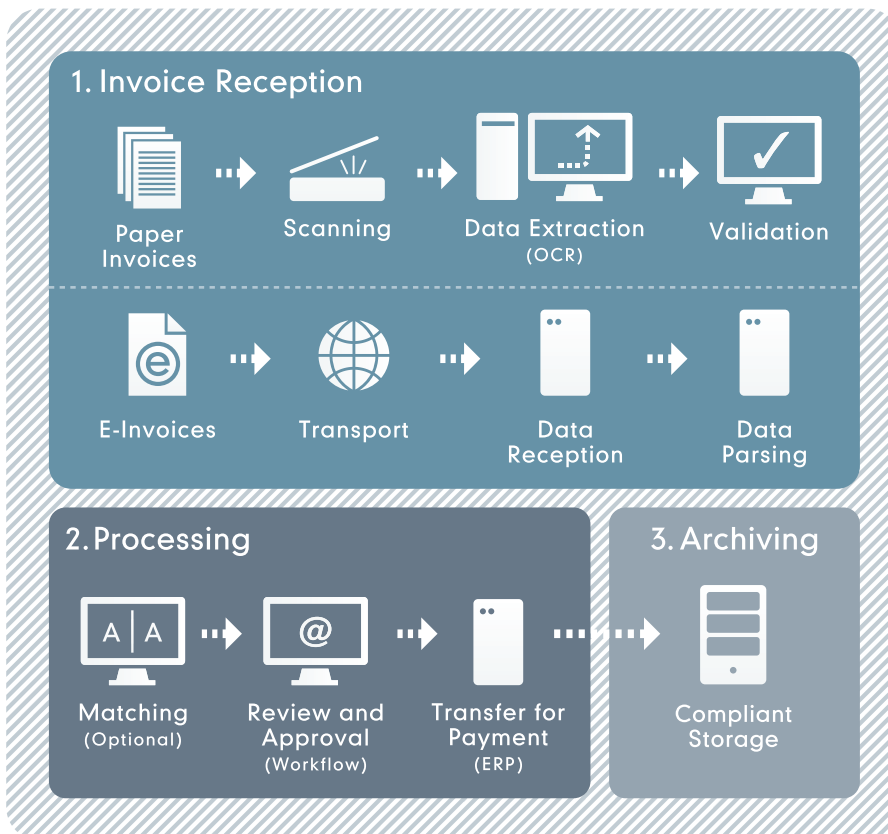 1. Invoice Reception
Paper
Invoices
Scanning
Data Extraction
(OCR)
Validation
e
E-Invoices
Transport
Data
Reception
Data
Parsing
2. Processing
A | A
Matching
(Optional)
@
Review and
Approval
(Workflow)
Transfer for
Payment
(ERP)
3. Archiving
Compliant
Storage